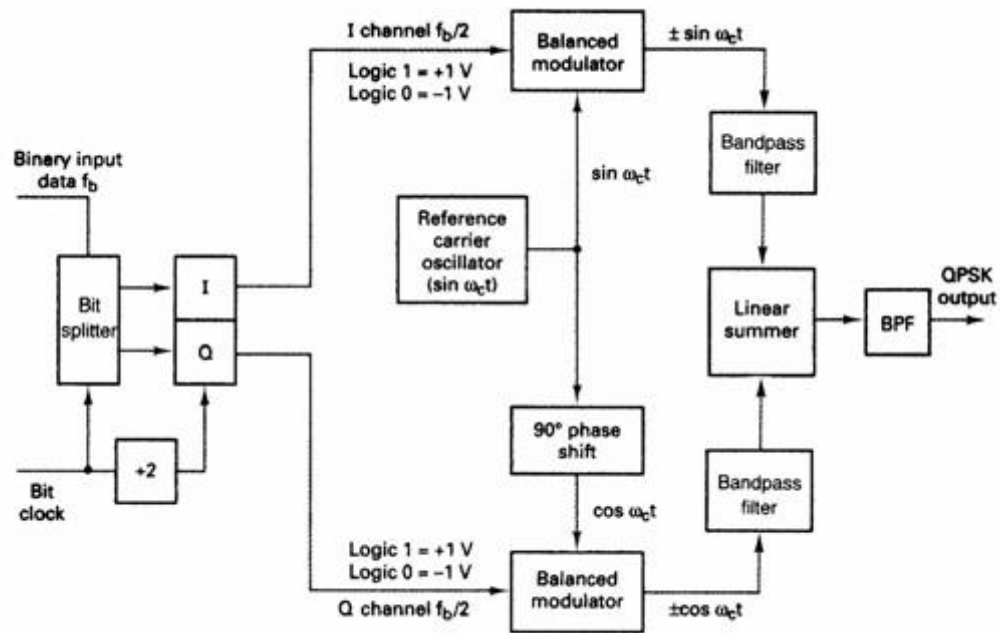 I channel f_b/2
Logic 1 = +1 V
Logic 0 = −1 V
Balanced
modulator
± sin ω_ct
Bandpass
filter
Binary input
data f_b
sin ω_ct
Reference
carrier
oscillator
(sin ω_ct)
Bit
splitter
I
Q
Linear
summer
BPF
QPSK
output
90° phase
shift
+2
Bit
clock
cos ω_ct
Bandpass
filter
Logic 1 = +1 V
Logic 0 = −1 V
Q channel f_b/2
Balanced
modulator
±cos ω_ct